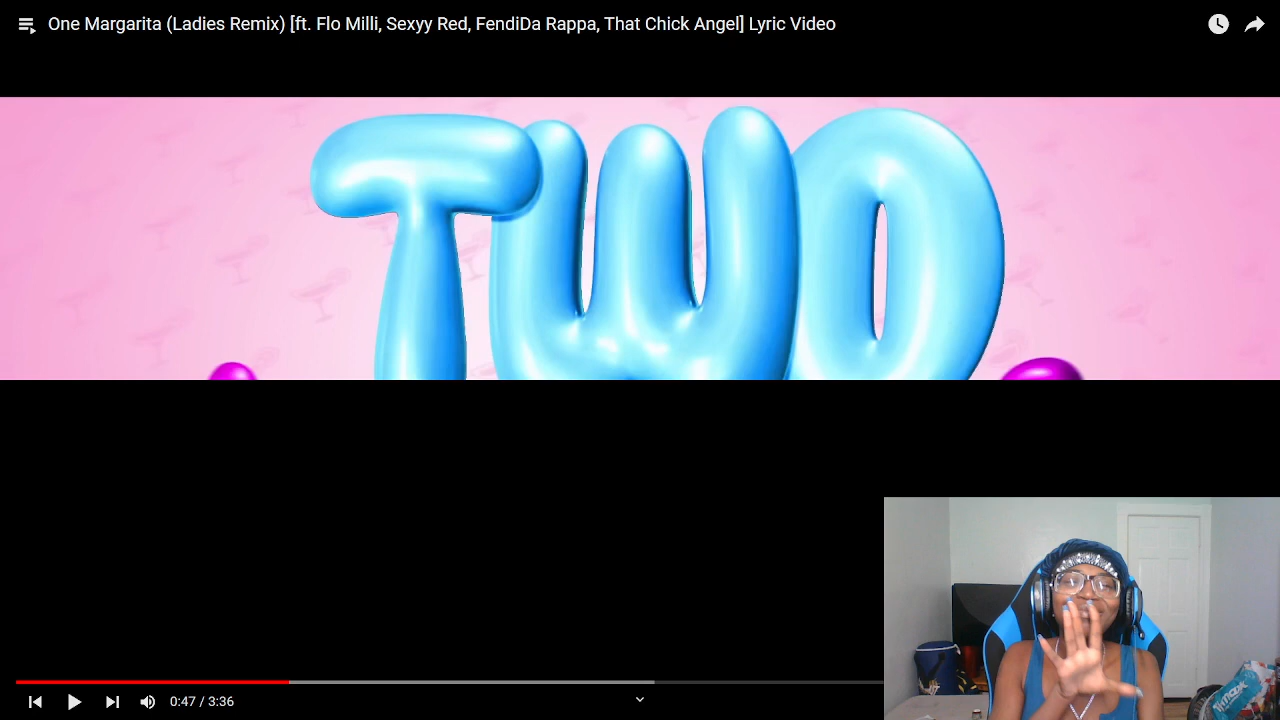 One Margarita (Ladies Remix) [ft. Flo Milli, Sexyy Red, FendiDa Rappa, That Chick Angel] Lyric Video
TWO
0:47 / 3:36